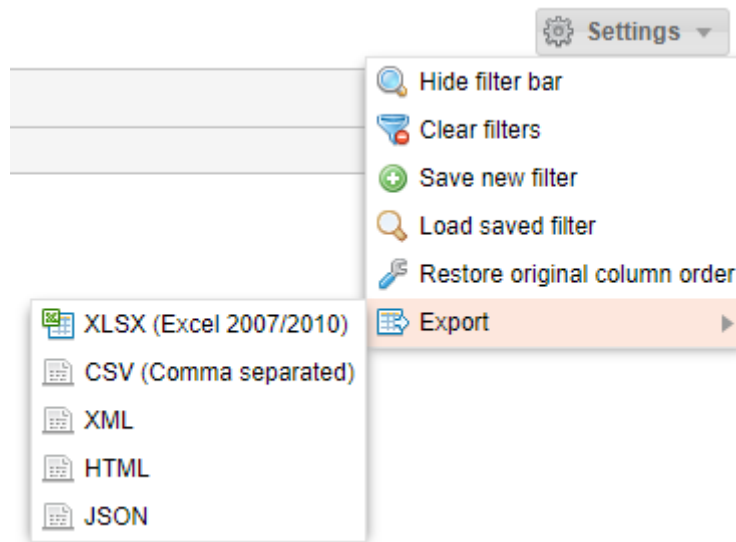 Settings
Hide filter bar
Clear filters
Save new filter
Load saved filter
Restore original column order
Export
XLSX (Excel 2007/2010)
CSV (Comma separated)
XML
HTML
JSON